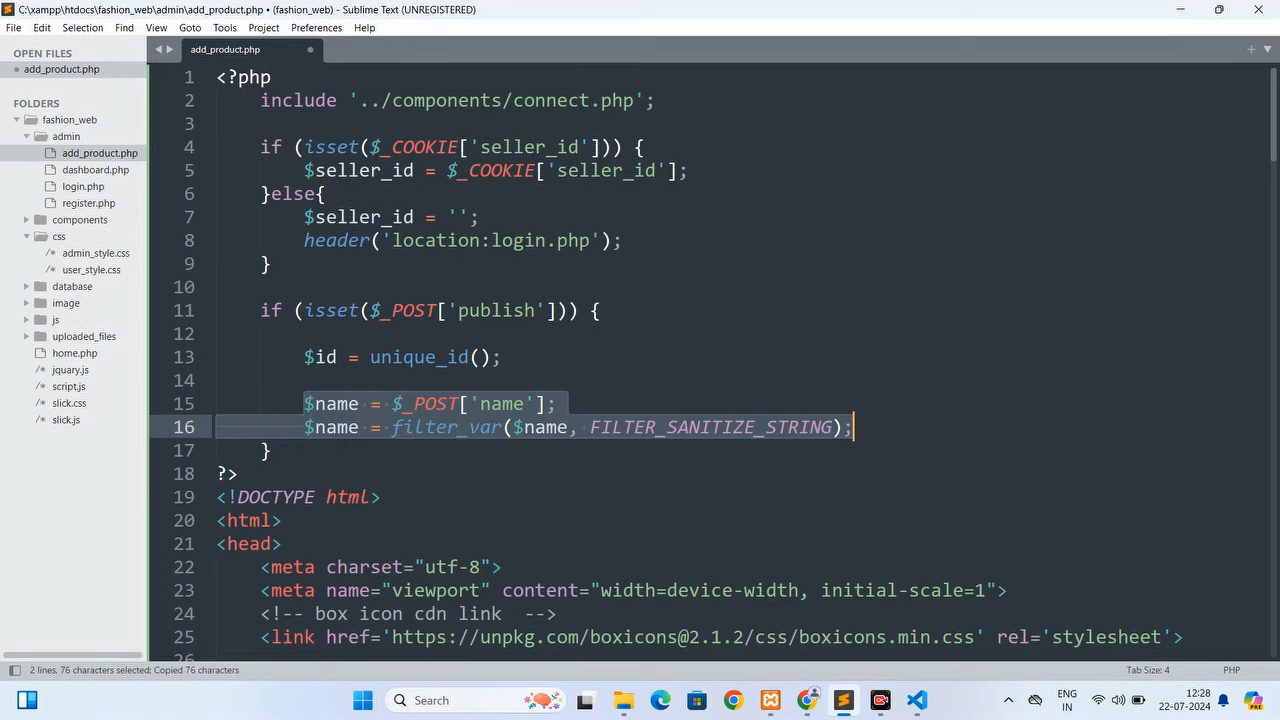 C:\xampp\htdocs\fashion_web\admin\add_product.php • (fashion_web) - Sublime Text (UNREGISTERED)
File Edit Selection Find View Goto Tools Project Preferences Help
OPEN FILES
add_product.php
FOLDERS
fashion_web
admin
add_product.php
dashboard.php
login.php
register.php
components
css
admin_style.css
user_style.css
database
image
js
uploaded_files
home.php
jquary.js
script.js
slick.css
slick.js
add_product.php
1 <?php
2 include '../components/connect.php';
3
4 if (isset($_COOKIE['seller_id'])) {
5 $seller_id = $_COOKIE['seller_id'];
6 }else{
7 $seller_id = '';
8 header('location:login.php');
9 }
10
11 if (isset($_POST['publish'])) {
12
13 $id = unique_id();
14
15 $name = $_POST['name'];
16 $name = filter_var($name, FILTER_SANITIZE_STRING);
17 }
18 ?>
19 <!DOCTYPE html>
20 <html>
21 <head>
22 <meta charset="utf-8">
23 <meta name="viewport" content="width=device-width, initial-scale=1">
24 <!-- box icon cdn link -->
25 <link href='https://unpkg.com/boxicons@2.1.2/css/boxicons.min.css' rel='stylesheet'>
26
2 lines, 76 characters selected; Copied 76 characters
Tab Size: 4
PHP
Search
ENG
IN
12:28
22-07-2024